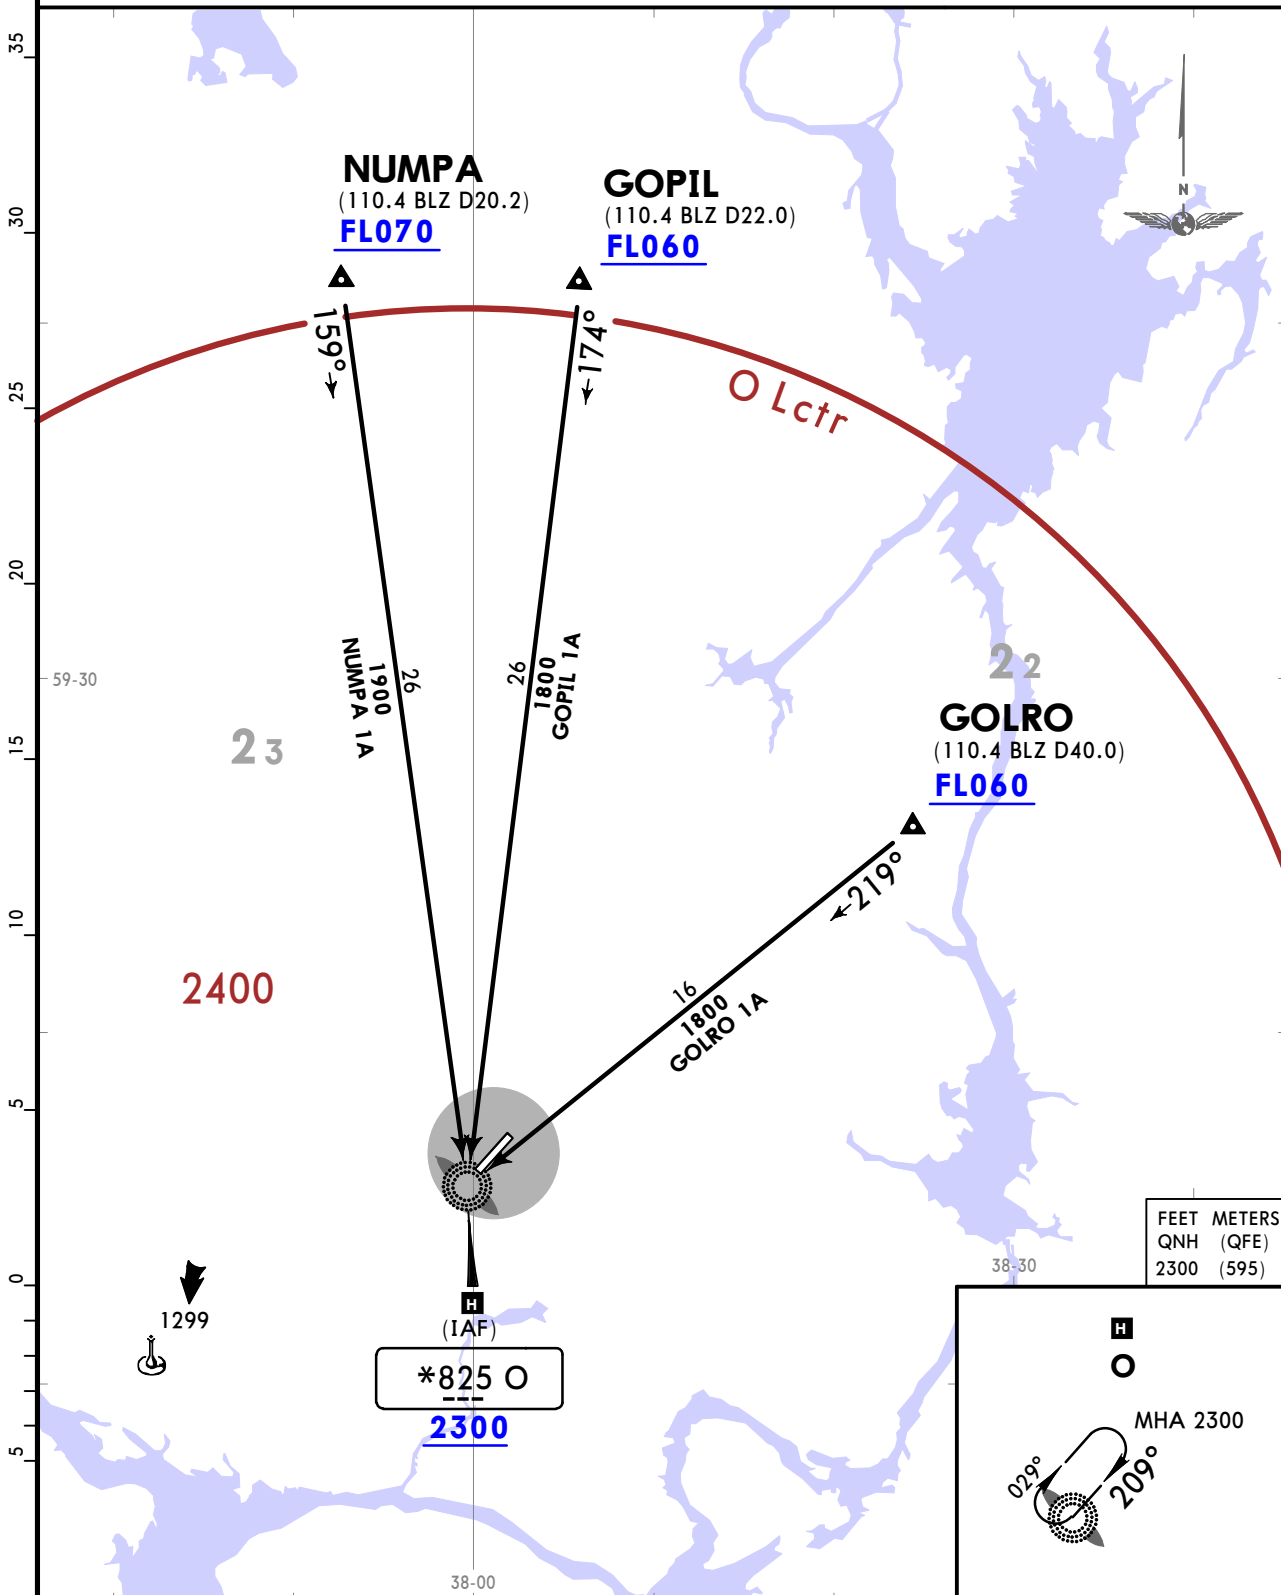 35
30
25
20
15
10
5
0
5
N
NUMPA
(110.4 BLZ D20.2)
FL070
GOPIL
(110.4 BLZ D22.0)
FL060
159°
174°
O Lctr
26
1900
NUMPA 1A
26
1800
GOPIL 1A
59-30
23
22
GOLRO
(110.4 BLZ D40.0)
FL060
219°
16
1800
GOLRO 1A
2400
1299
H
(IAF)
*825 O
2300
38-30
FEET METERS
QNH (QFE)
2300 (595)
H
O
MHA 2300
029°
209°
38-00